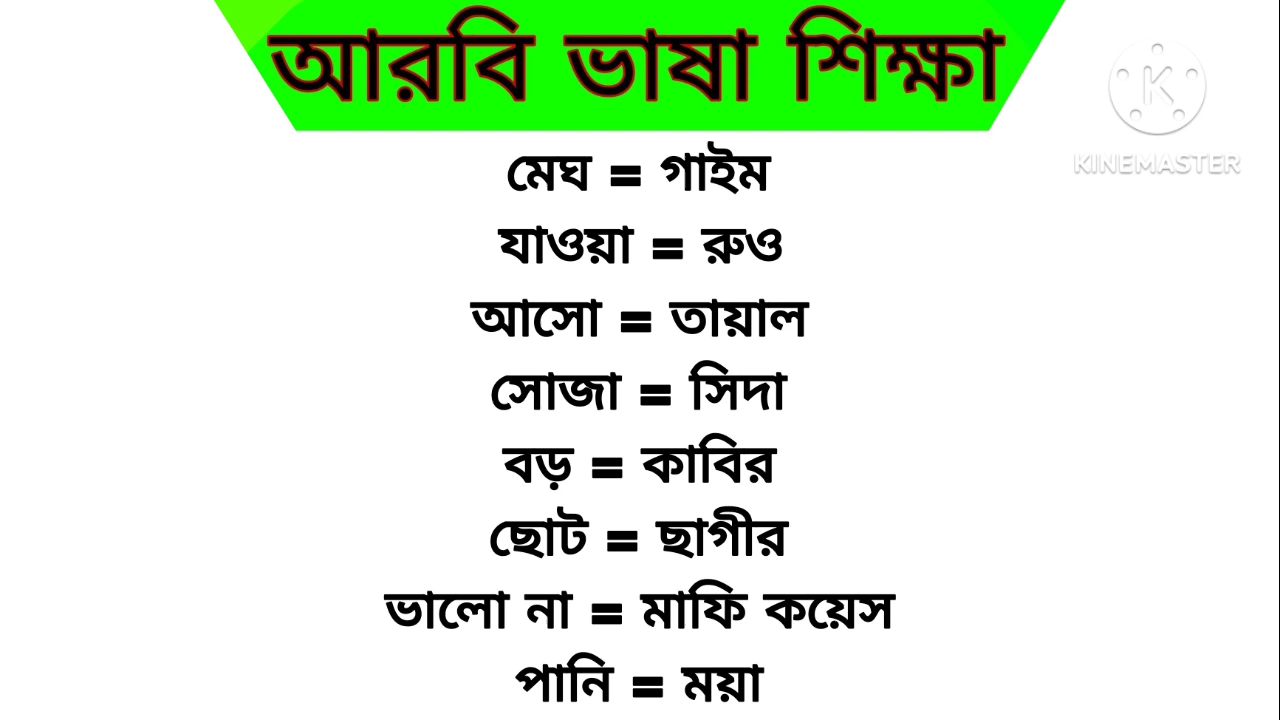 আরবি ভাষা শিক্ষা
K
KINEMASTER
মেঘ = গাইম
যাওয়া = রুও
আসো = তায়াল
সোজা = সিদা
বড় = কাবির
ছোট = ছাগীর
ভালো না = মাফি কয়েস
পানি = ময়া